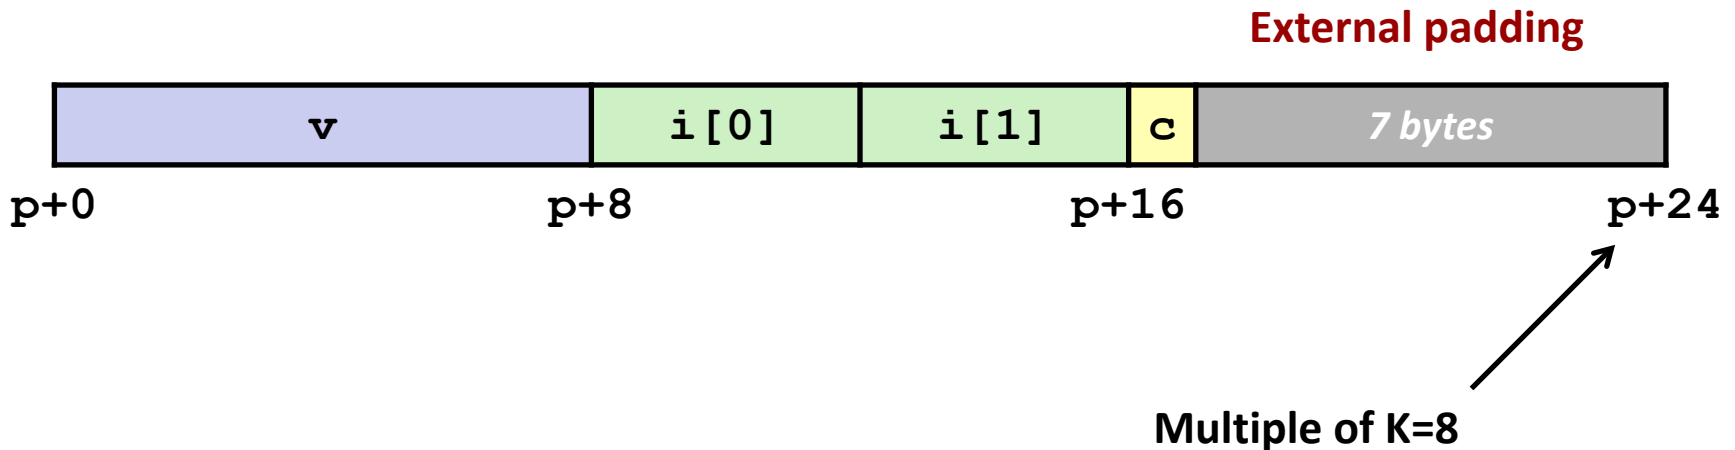 External padding
v i[0] i[1] c 7 bytes
p+0 p+8 p+16 p+24
Multiple of K=8